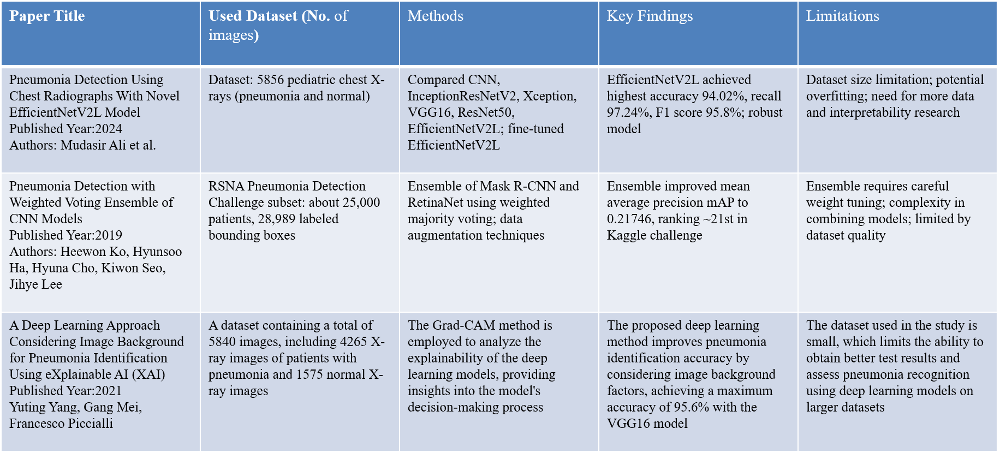 Paper Title
Used Dataset (No. of
images)
Methods
Key Findings
Limitations
Pneumonia Detection Using
Chest Radiographs With Novel
EfficientNetV2L Model
Published Year:2024
Authors: Mudasir Ali et al.
Dataset: 5856 pediatric chest X-
rays (pneumonia and normal)
Compared CNN,
InceptionResNetV2, Xception,
VGG16, ResNet50,
EfficientNetV2L; fine-tuned
EfficientNetV2L
EfficientNetV2L achieved
highest accuracy 94.02%, recall
97.24%, F1 score 95.8%; robust
model
Dataset size limitation; potential
overfitting; need for more data
and interpretability research
Pneumonia Detection with
Weighted Voting Ensemble of
CNN Models
Published Year:2019
Authors: Heewon Ko, Hyunsoo
Ha, Hyuna Cho, Kiwon Seo,
Jihye Lee
RSNA Pneumonia Detection
Challenge subset: about 25,000
patients, 28,989 labeled
bounding boxes
Ensemble of Mask R-CNN and
RetinaNet using weighted
majority voting; data
augmentation techniques
Ensemble improved mean
average precision mAP to
0.21746, ranking ~21st in
Kaggle challenge
Ensemble requires careful
weight tuning; complexity in
combining models; limited by
dataset quality
A Deep Learning Approach
Considering Image Background
for Pneumonia Identification
Using eXplainable AI (XAI)
Published Year:2021
Yuting Yang, Gang Mei,
Francesco Piccialli
A dataset containing a total of
5840 images, including 4265 X-
ray images of patients with
pneumonia and 1575 normal X-
ray images
The Grad-CAM method is
employed to analyze the
explainability of the deep
learning models, providing
insights into the model's
decision-making process
The proposed deep learning
method improves pneumonia
identification accuracy by
considering image background
factors, achieving a maximum
accuracy of 95.6% with the
VGG16 model
The dataset used in the study is
small, which limits the ability to
obtain better test results and
assess pneumonia recognition
using deep learning models on
larger datasets